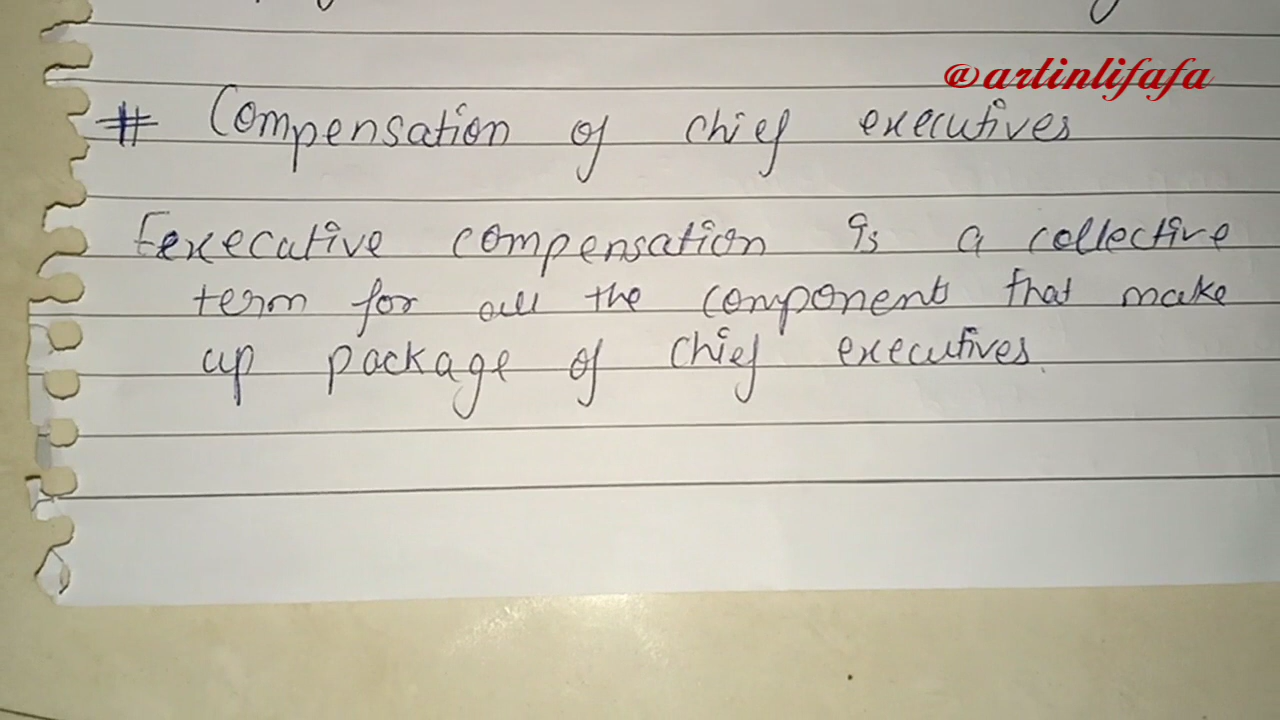 @artinlifafa
# Compensation of chief executives
Executive compensation is a collective
term for all the components that make
up package of chief executives.